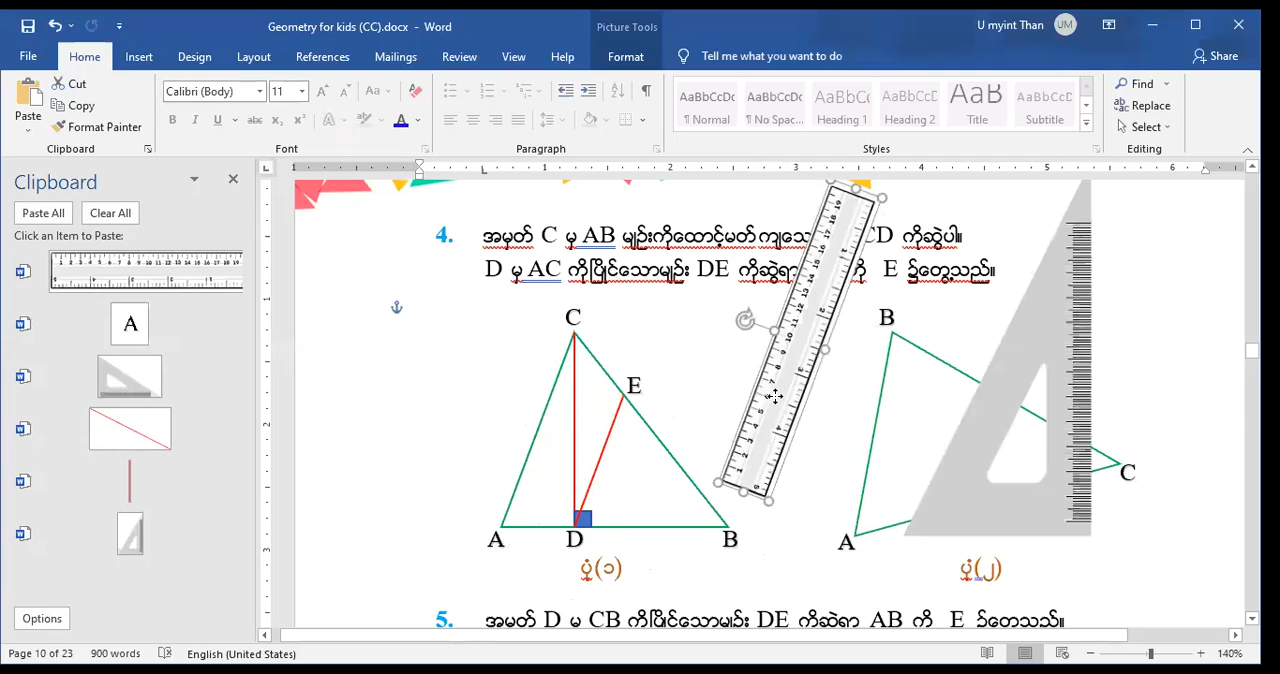 Geometry for kids (CC).docx - Word
Picture Tools
U myint Than
UM
File
Home
Insert
Design
Layout
References
Mailings
Review
View
Help
Format
Tell me what you want to do
Share
Paste
Cut
Copy
Format Painter
Clipboard
Calibri (Body)
11
Font
Paragraph
AaBbCcDc
¶ Normal
AaBbCcDc
¶ No Spac...
AaBbCc
Heading 1
AaBbCcD
Heading 2
AaB
Title
AaBbCcD
Subtitle
Styles
Find
Replace
Select
Editing
Clipboard
Paste All
Clear All
Click an Item to Paste:
A
Options
4. အမှတ် C မှ AB မျဉ်းကိုထောင့်မတ်ကျသော CD ကိုဆွဲပါ။
D မှ AC ကိုပြိုင်သောမျဉ်း DE ကိုဆွဲရာ ကို E ၌တွေ့သည်။
C
E
A
D
B
ပုံ(၁)
B
C
A
ပုံ(၂)
5. အမှတ် D မှ CB ကိုပြိုင်သောမျဉ်း DE ကိုဆွဲရာ AB ကို E ၌တွေ့သည်။
Page 10 of 23
900 words
English (United States)
140%